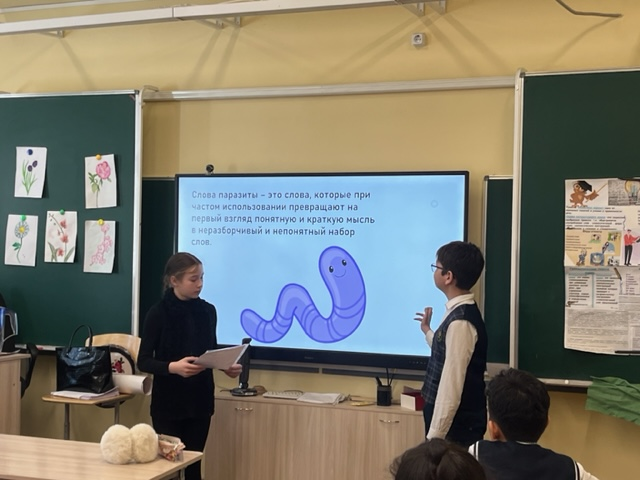 Слова паразиты – это слова, которые при
частом использовании превращают на
первый взгляд понятную и краткую мысль
в неразборчивый и непонятный набор
слов.